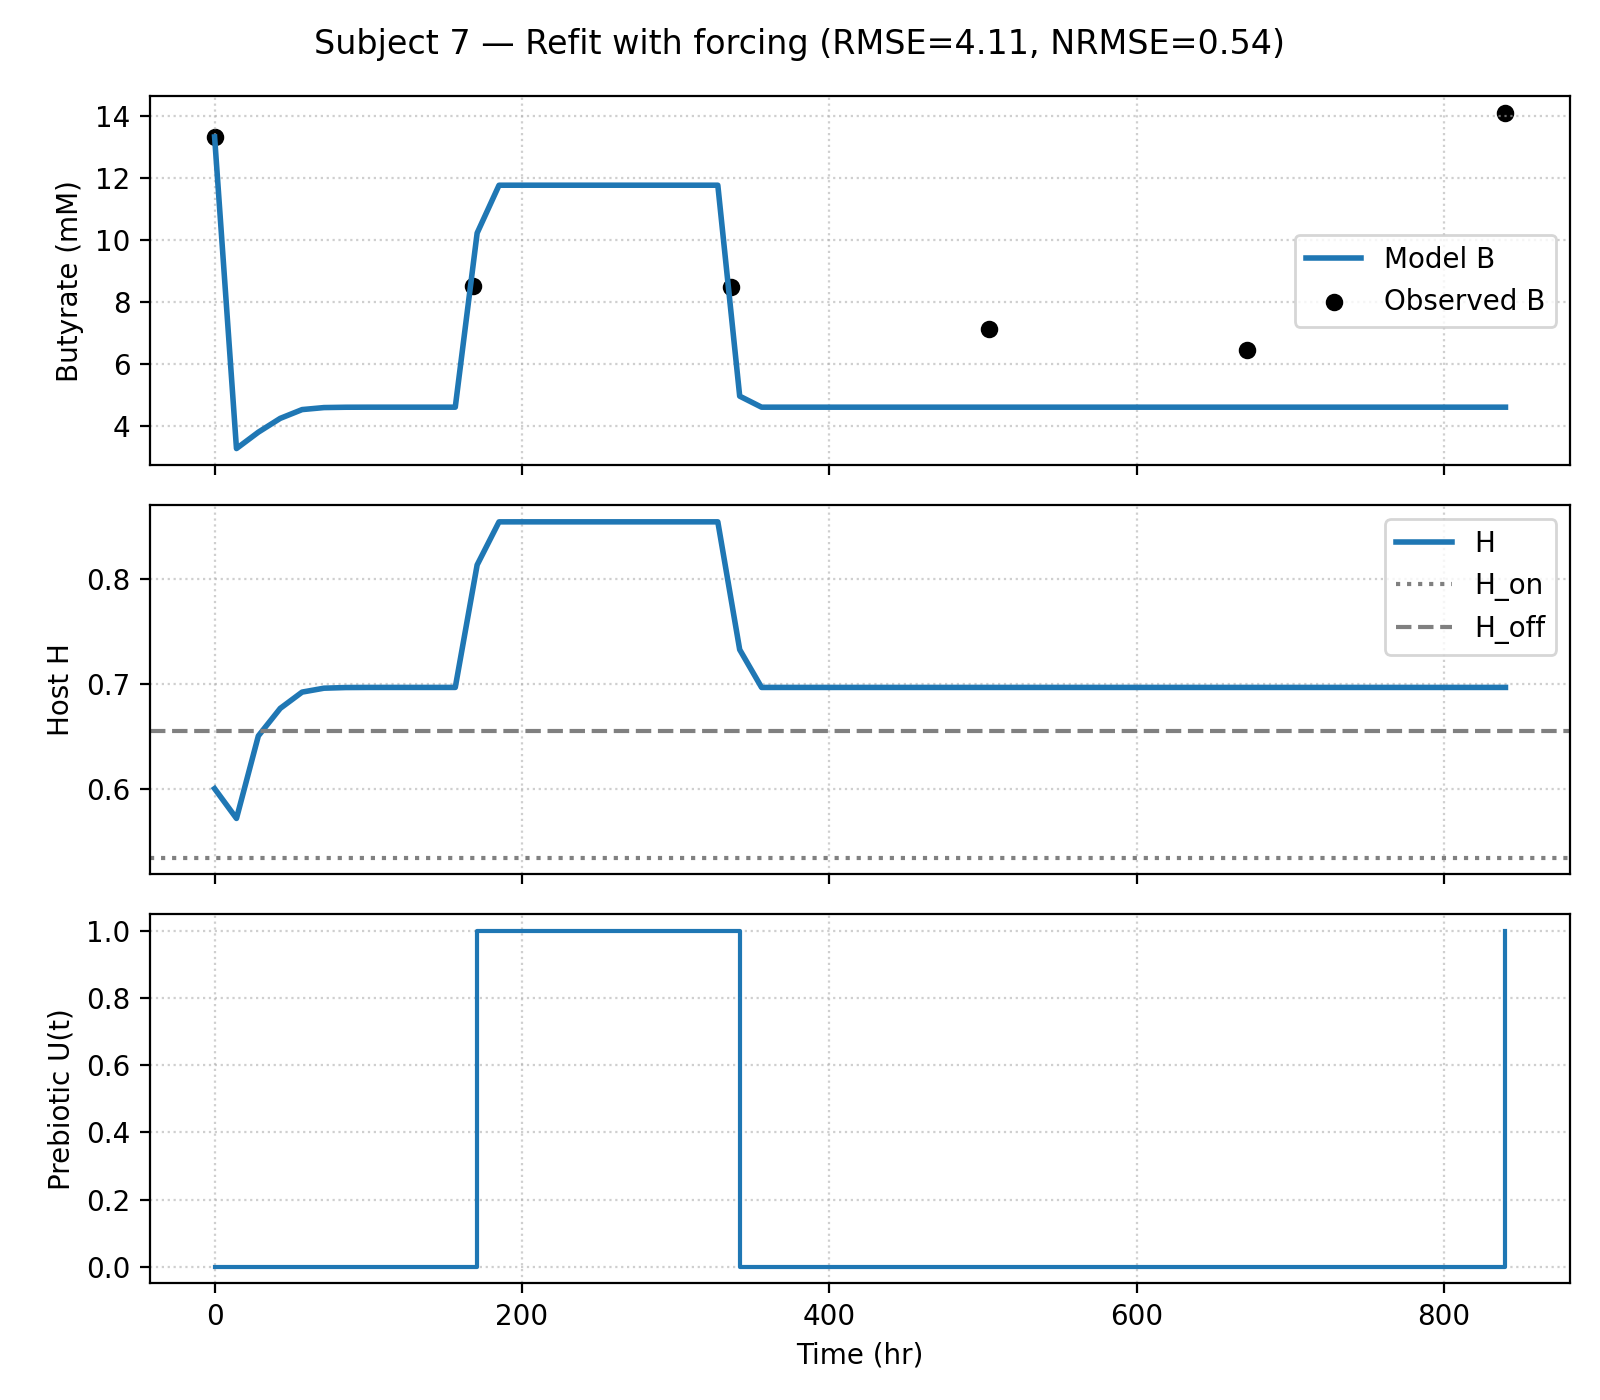 Subject 7 — Refit with forcing (RMSE=4.11, NRMSE=0.54)
14
12
10
8
6
4
Butyrate (mM)
Model B
Observed B
0.8
0.7
0.6
Host H
H
H_on
H_off
1.0
0.8
0.6
0.4
0.2
0.0
Prebiotic U(t)
0 200 400 600 800
Time (hr)